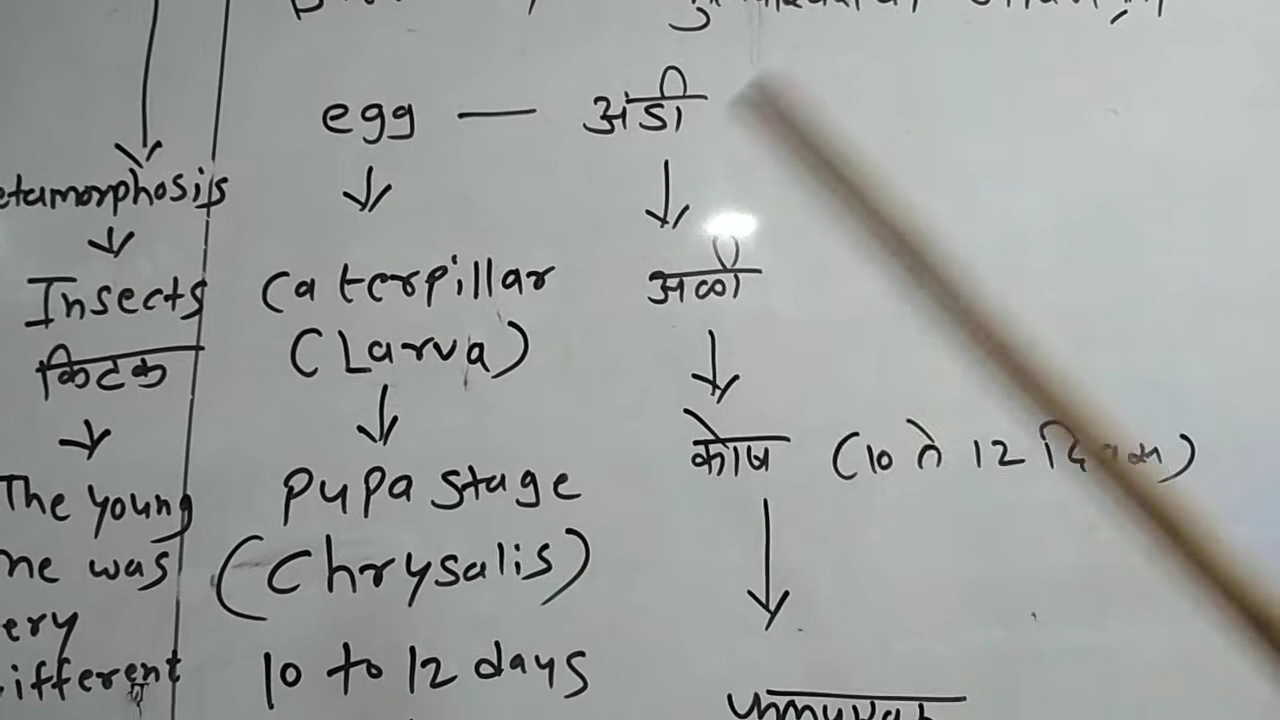 egg — अंडी
↓ ↓
Caterpillar अळी
(Larva)
↓ ↓
pupa stage कोष (10 ते 12 दिवस)
(Chrysalis) ↓
10 to 12 days
↓
etamorphosis
↓
Insects
किटक
↓
The young
ne was
ery
ifferent